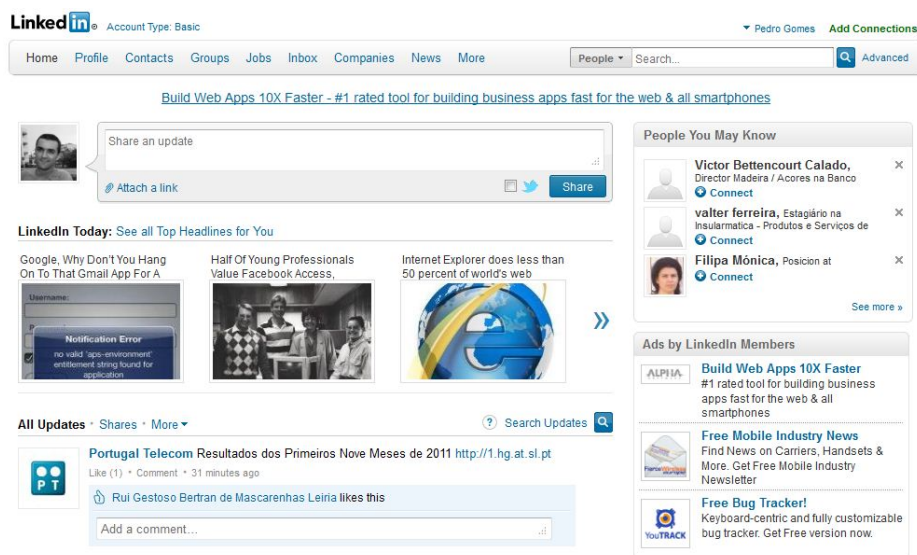 Linked in® Account Type: Basic
Pedro Gomes Add Connections
Home Profile Contacts Groups Jobs Inbox Companies News More People Search... Advanced
Build Web Apps 10X Faster - #1 rated tool for building business apps fast for the web & all smartphones
Share an update
Attach a link
Share
LinkedIn Today: See all Top Headlines for You
Google, Why Don't You Hang
On To That Gmail App For A
Username:
Notification Error
no valid 'aps-environment'
entitlement string found for
application
Half Of Young Professionals
Value Facebook Access,
Internet Explorer does less than
50 percent of world's web
»
All Updates · Shares · More
? Search Updates
Portugal Telecom Resultados dos Primeiros Nove Meses de 2011 http://1.hg.at.sl.pt
PT
Like (1) · Comment · 31 minutes ago
Rui Gestoso Bertran de Mascarenhas Leiria likes this
Add a comment...
People You May Know
Victor Bettencourt Calado,
Director Madeira / Acores na Banco
Connect
valter ferreira, Estagiário na
Insularmatica - Produtos e Serviços de
Connect
Filipa Mónica, Posicion at
Connect
See more »
Ads by LinkedIn Members
ALPHA
Build Web Apps 10X Faster
#1 rated tool for building business
apps fast for the web & all
smartphones
FierceWireless
Free Mobile Industry News
Find News on Carriers, Handsets &
More. Get Free Mobile Industry
Newsletter
YouTRACK
Free Bug Tracker!
Keyboard-centric and fully customizable
bug tracker. Get Free version now.